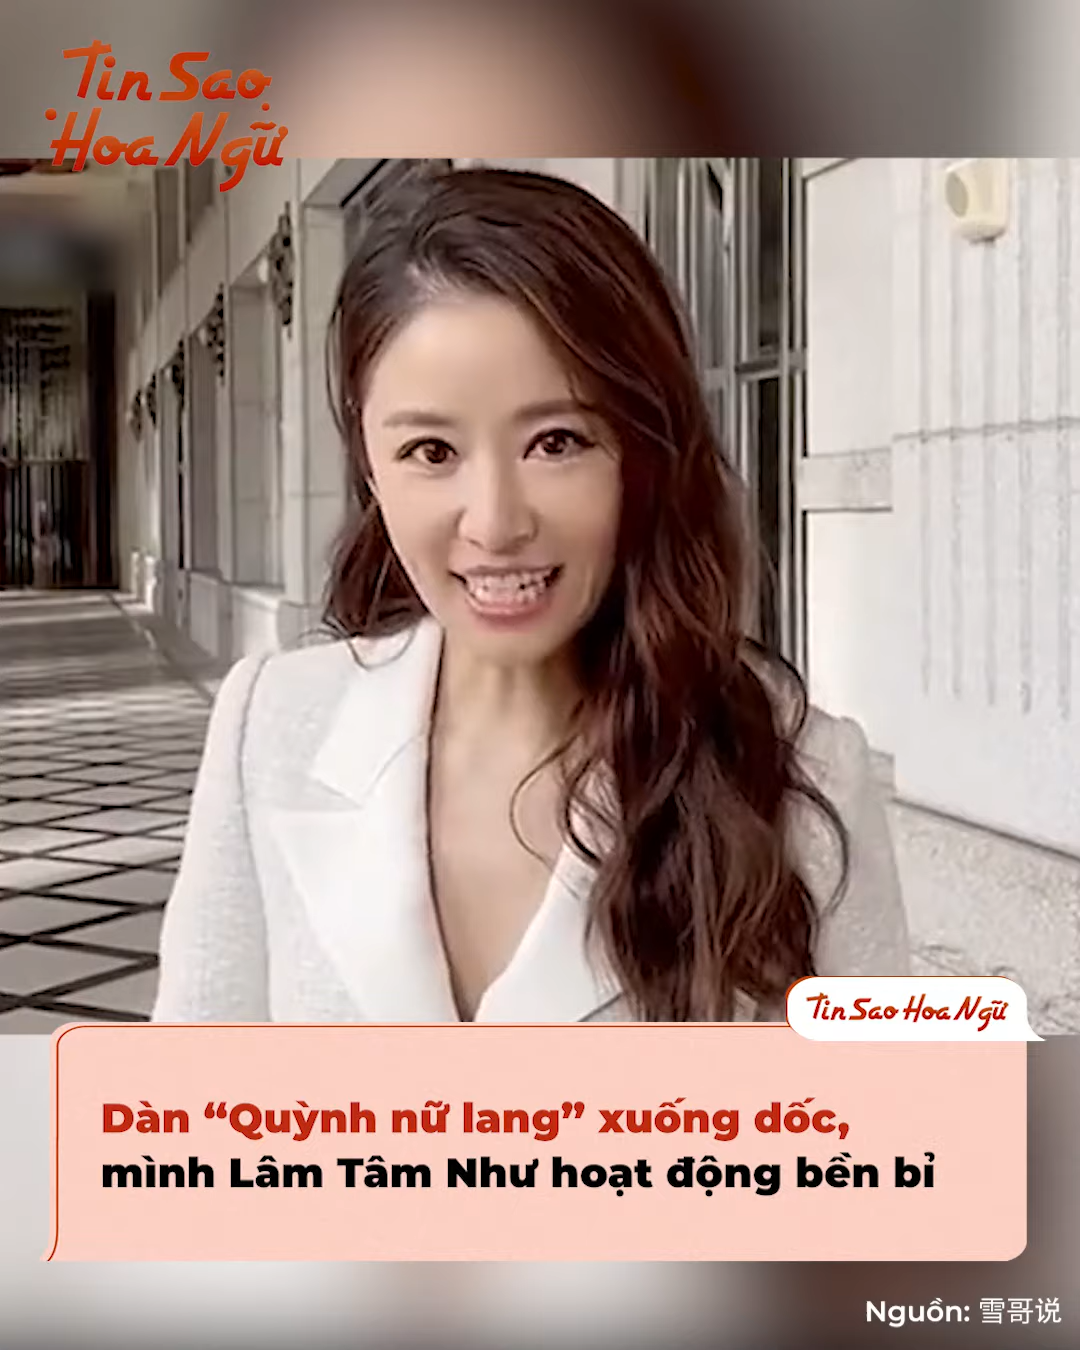 Tin Sao
Hoa Ngữ
Tin Sao Hoa Ngữ
Dàn “Quỳnh nữ lang” xuống dốc,
mình Lâm Tâm Như hoạt động bền bỉ
Nguồn: 雪哥说